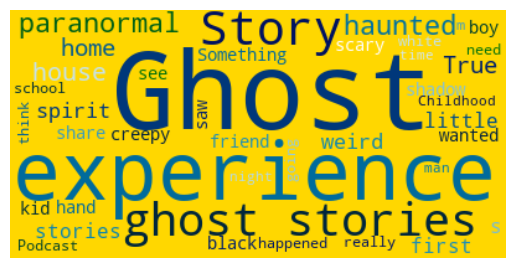 paranormal Story haunted m boy
home Something scary white time need
house see Ghost True
school saw shadow
think spirit Childhood
share creepy friend weird little wanted
experience
night going man
kid hand ghost stories s
stories black happened really first
Podcast